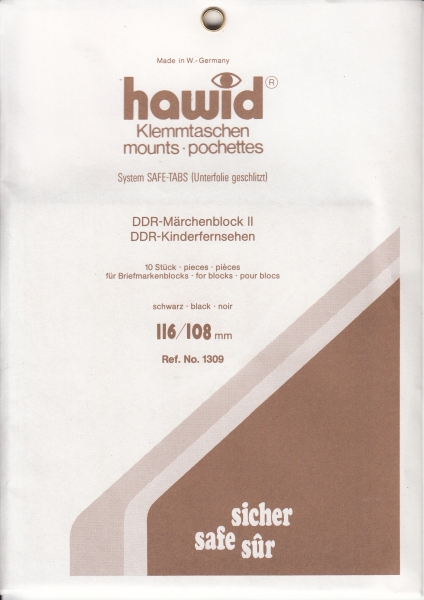 Made in W.- Germany
hawid ®
Klemmtaschen
mounts · pochettes
System SAFE-TABS (Unterfolie geschlitzt)
DDR-Märchenblock II
DDR-Kinderfernsehen
10 Stück · pieces · pièces
für Briefmarkenblocks · for blocks · pour blocs
schwarz · black · noir
116/108 mm
Ref. No. 1309
sicher
safe sûr